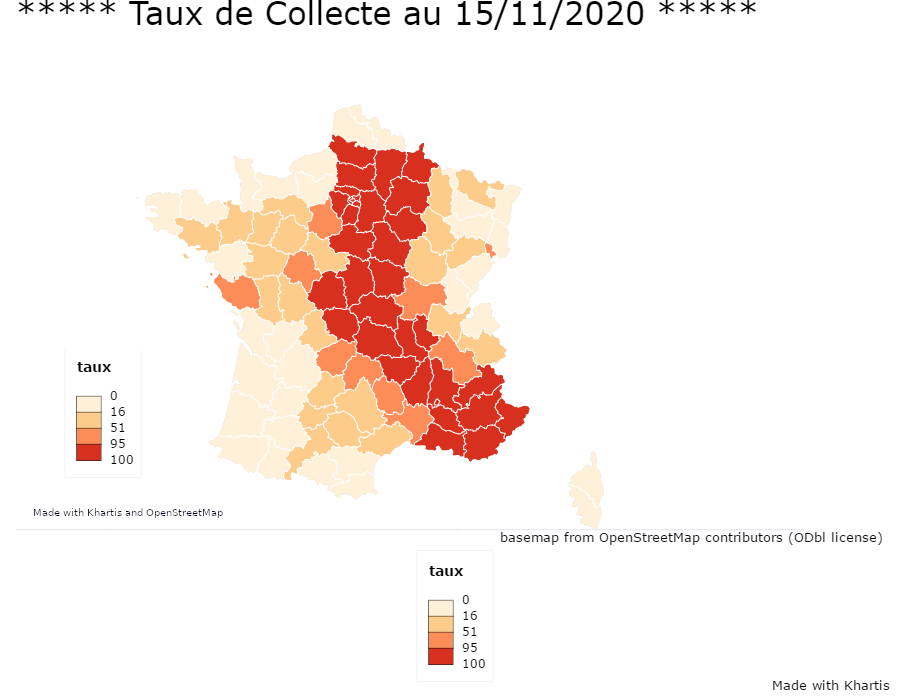 ***** Taux de Collecte au 15/11/2020 *****
taux
0
16
51
95
100
Made with Khartis and OpenStreetMap
basemap from OpenStreetMap contributors (ODbl license)
taux
0
16
51
95
100
Made with Khartis